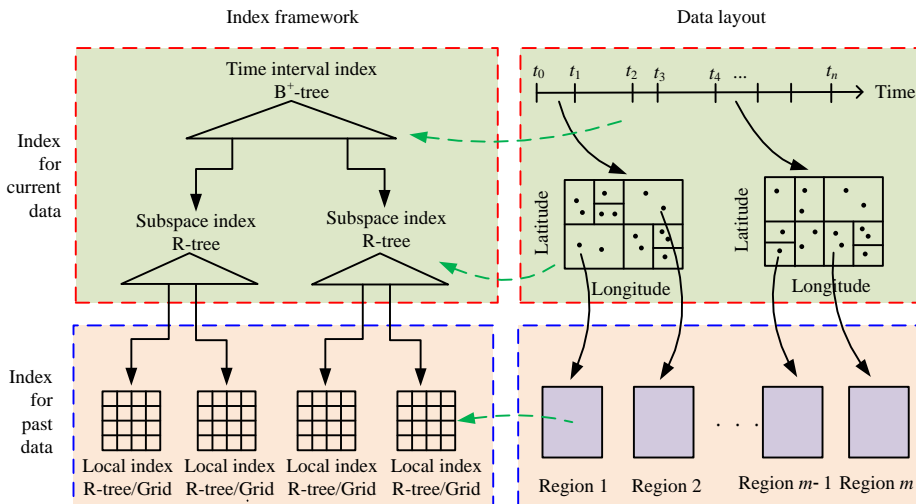 Index framework
Data layout
Time interval index
B+-tree
t0 t1 t2 t3 t4 ... tn
Time
Index
for
current
data
Subspace index
R-tree
Subspace index
R-tree
Latitude
Longitude
Latitude
Longitude
Index
for
past
data
Local index
R-tree/Grid
Local index
R-tree/Grid
Local index
R-tree/Grid
Local index
R-tree/Grid
. . .
Region 1
Region 2
Region m- 1
Region m